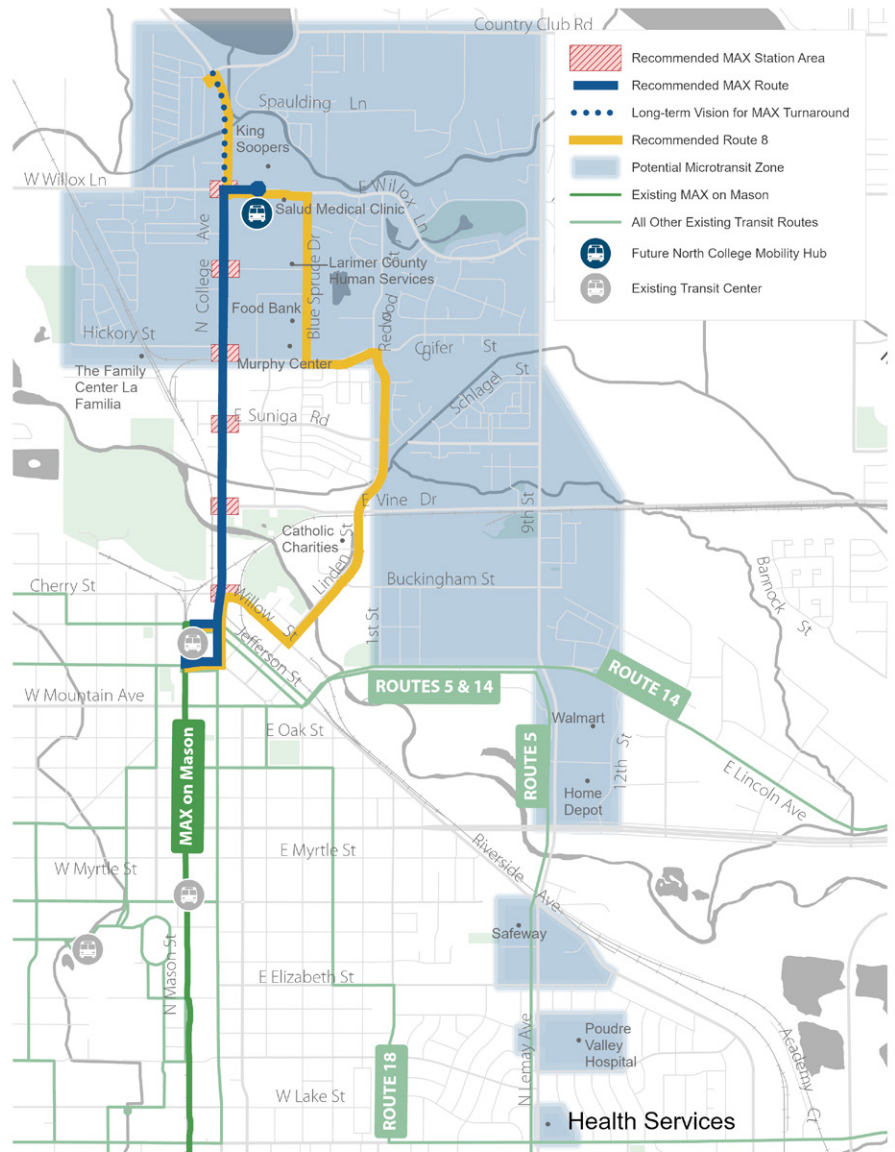 Country Club Rd
Recommended MAX Station Area
Recommended MAX Route
Long-term Vision for MAX Turnaround
Recommended Route 8
Potential Microtransit Zone
Existing MAX on Mason
All Other Existing Transit Routes
Future North College Mobility Hub
Existing Transit Center
Spaulding Ln
King
Soopers
W Willox Ln
E Willox Ln
Salud Medical Clinic
N College Ave
Larimer County
Human Services
Blue Spruce Dr
Redwood St
Food Bank
Hickory St
Conifer St
Murphy Center
The Family
Center La
Familia
Schlagel St
E Suniga Rd
E Vine Dr
9th St
Catholic
Charities
Linden St
Bannock St
Cherry St
Buckingham St
Willow St
1st St
Jefferson St
ROUTES 5 & 14
ROUTE 14
W Mountain Ave
E Oak St
Walmart
12th St
ROUTE 5
MAX on Mason
Home
Depot
E Lincoln Ave
E Myrtle St
W Myrtle St
Riverside Ave
Safeway
N Mason St
E Elizabeth St
Poudre
Valley
Hospital
N Lemay Ave
Academy Ct
ROUTE 18
W Lake St
Health Services